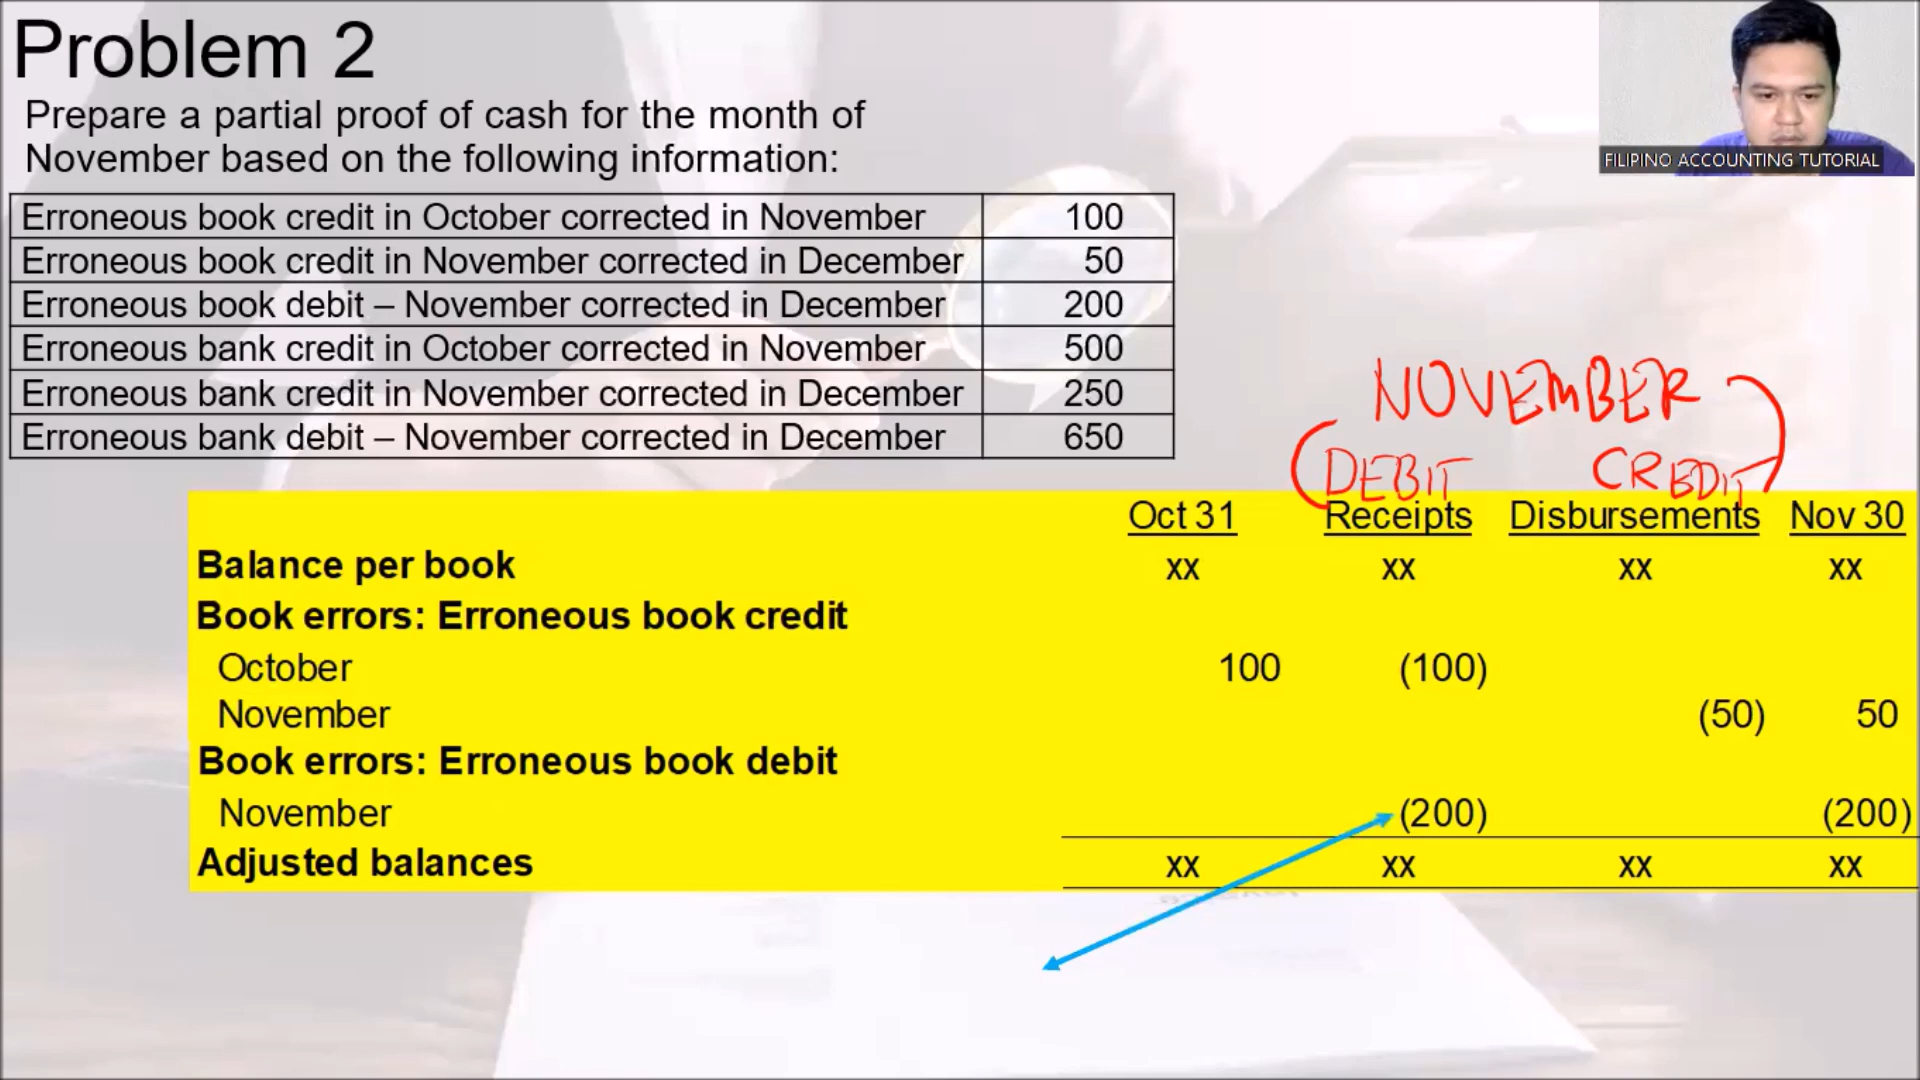 Problem 2
FILIPINO ACCOUNTING TUTORIAL
Prepare a partial proof of cash for the month of
November based on the following information:
Erroneous book credit in October corrected in November 100
Erroneous book credit in November corrected in December 50
Erroneous book debit – November corrected in December 200
Erroneous bank credit in October corrected in November 500
Erroneous bank credit in November corrected in December 250
Erroneous bank debit – November corrected in December 650
NOVEMBER
DEBIT CREDIT
Oct 31 Receipts Disbursements Nov 30
Balance per book xx xx xx xx
Book errors: Erroneous book credit
October 100 (100)
November (50) 50
Book errors: Erroneous book debit
November (200) (200)
Adjusted balances xx xx xx xx